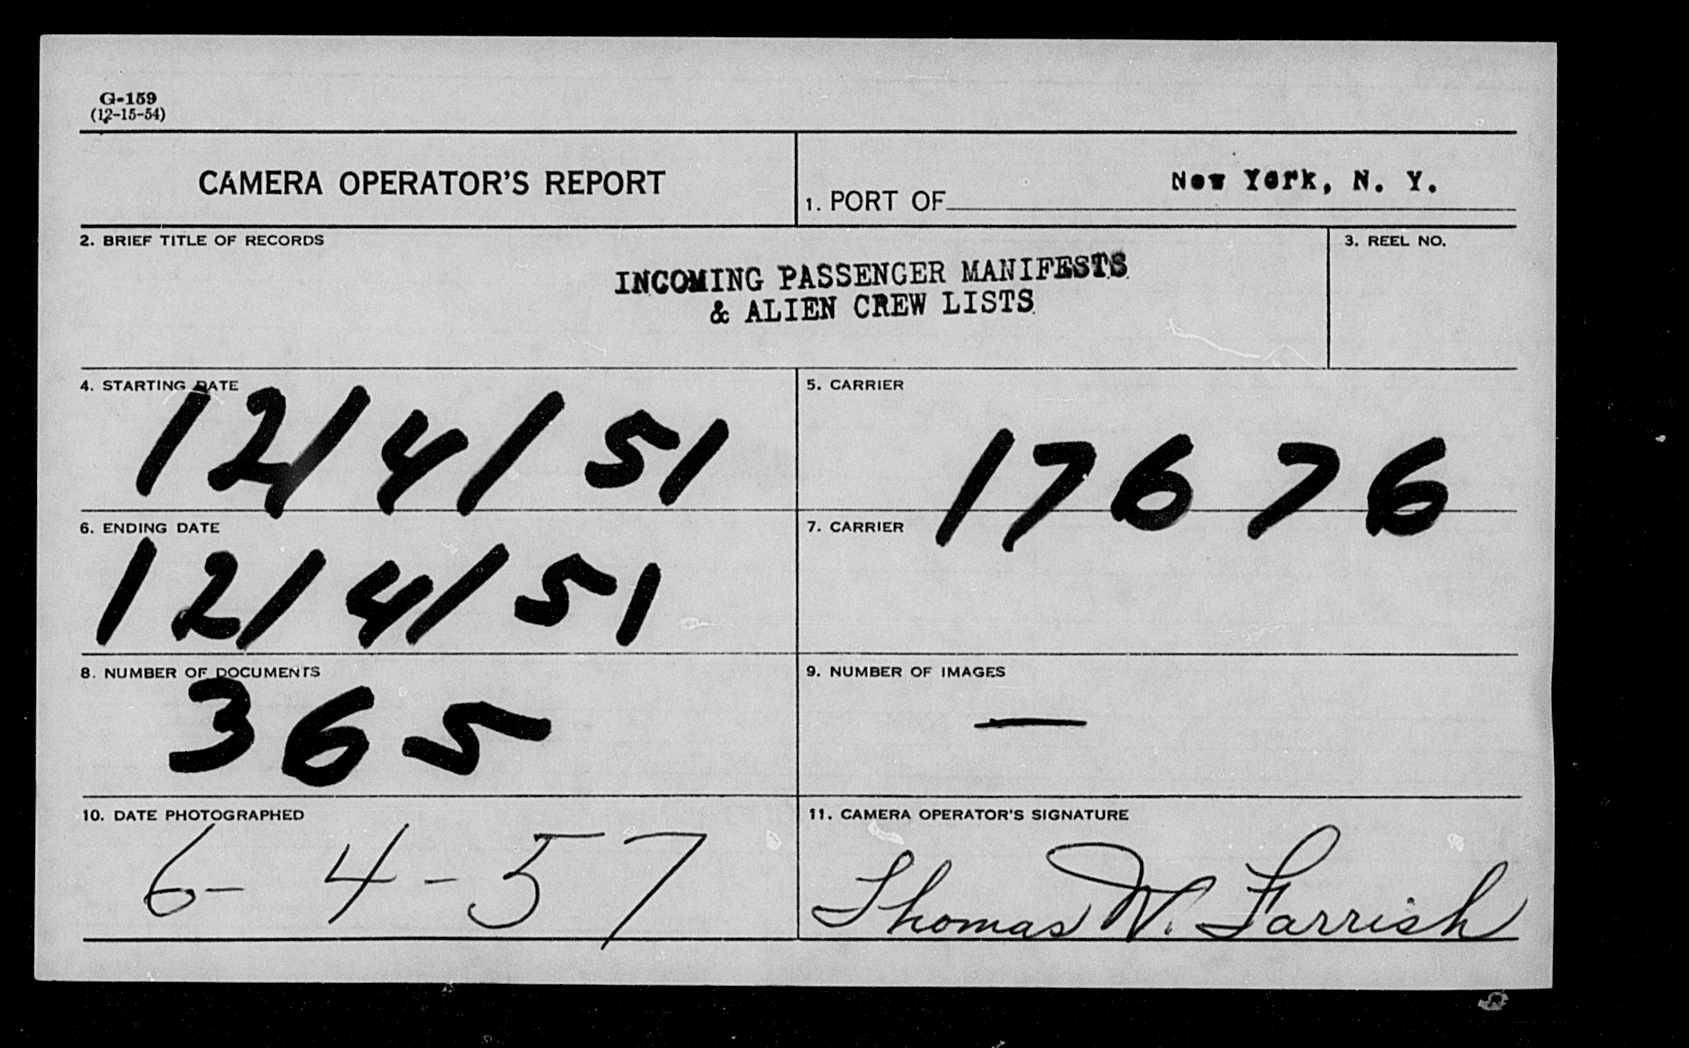 G-159
(12-15-54)
CAMERA OPERATOR'S REPORT
1. PORT OF New York, N. Y.
2. BRIEF TITLE OF RECORDS
INCOMING PASSENGER MANIFESTS
& ALIEN CREW LISTS
3. REEL NO.
4. STARTING DATE
12/4/51
5. CARRIER
17676
6. ENDING DATE
12/4/51
7. CARRIER
8. NUMBER OF DOCUMENTS
365
9. NUMBER OF IMAGES
—
10. DATE PHOTOGRAPHED
6-4-57
11. CAMERA OPERATOR'S SIGNATURE
Thomas W. Farrish